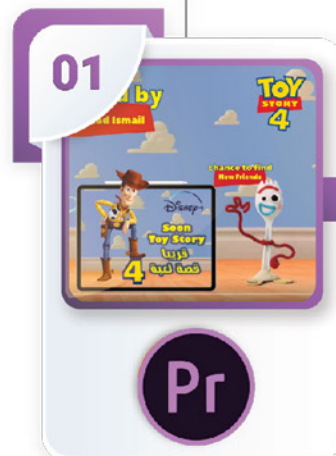 01
by
Ismail
TOY
STORY
4
Chance to find
New Friends
Disney+
Soon
Toy Story
قريبا
قصة لعبة 4
Pr